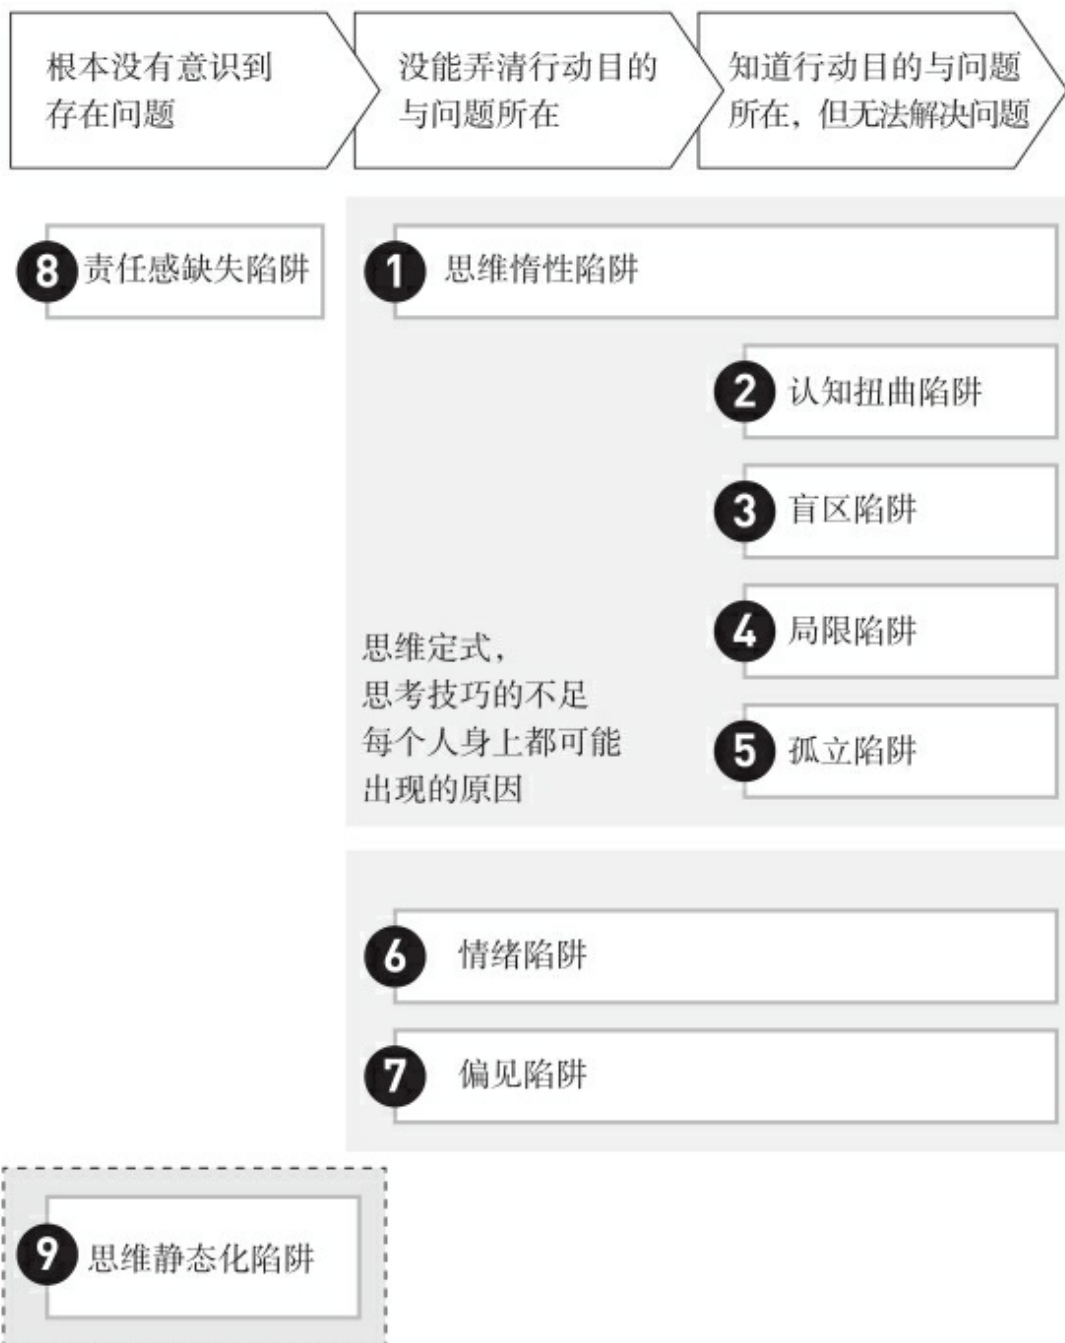 根本没有意识到
存在问题
没能弄清行动目的
与问题所在
知道行动目的与问题
所在，但无法解决问题
8 责任感缺失陷阱
1 思维惰性陷阱
2 认知扭曲陷阱
3 盲区陷阱
4 局限陷阱
5 孤立陷阱
思维定式，
思考技巧的不足
每个人身上都可能
出现的原因
6 情绪陷阱
7 偏见陷阱
9 思维静态化陷阱